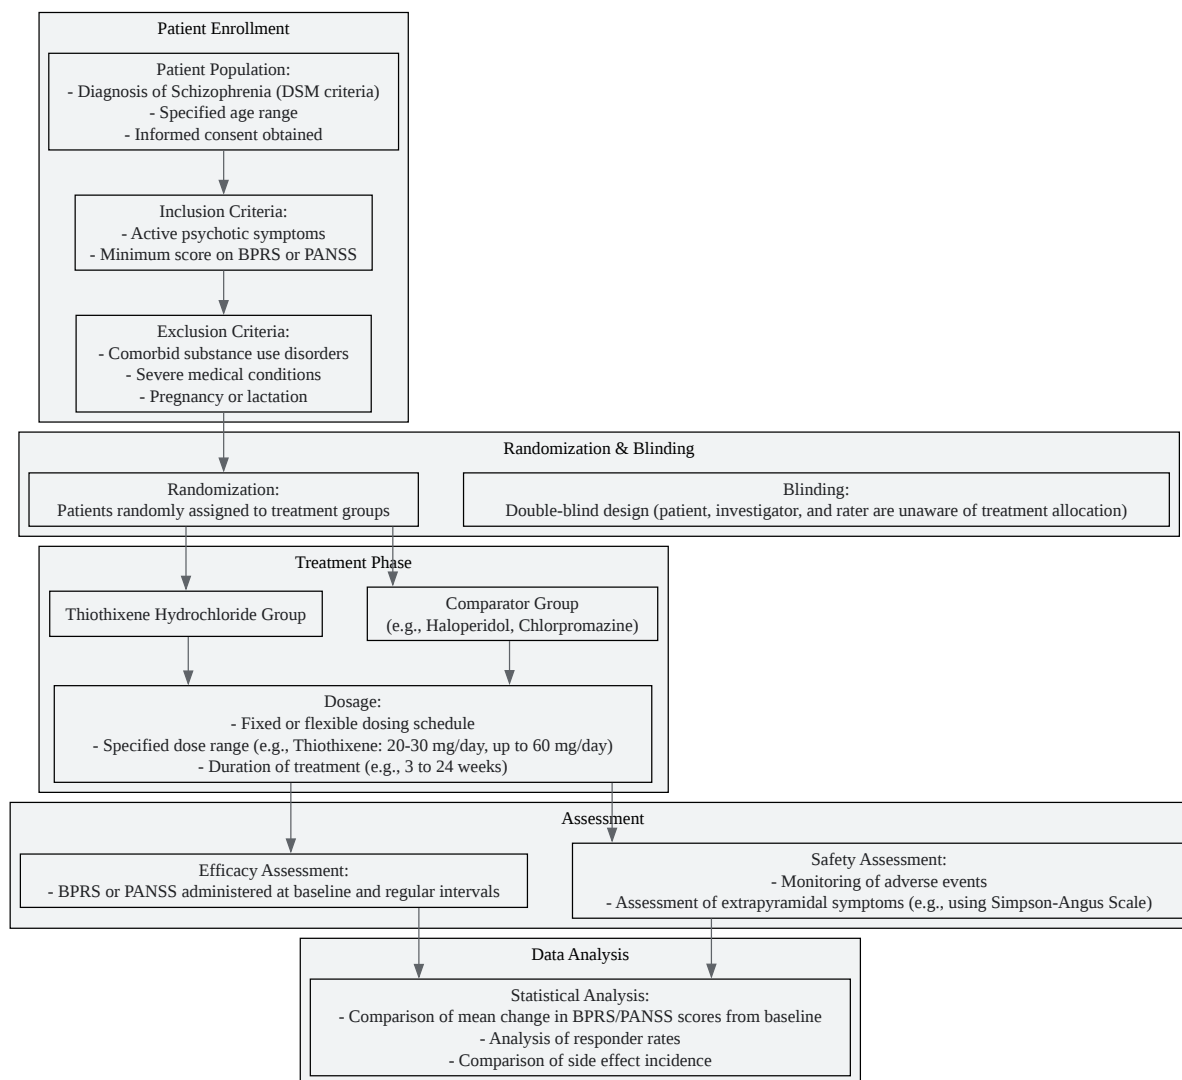 Patient Enrollment
Patient Population:
- Diagnosis of Schizophrenia (DSM criteria)
- Specified age range
- Informed consent obtained
Inclusion Criteria:
- Active psychotic symptoms
- Minimum score on BPRS or PANSS
Exclusion Criteria:
- Comorbid substance use disorders
- Severe medical conditions
- Pregnancy or lactation
Randomization & Blinding
Randomization:
Patients randomly assigned to treatment groups
Blinding:
Double-blind design (patient, investigator, and rater are unaware of treatment allocation)
Treatment Phase
Thiothixene Hydrochloride Group
Comparator Group
(e.g., Haloperidol, Chlorpromazine)
Dosage:
- Fixed or flexible dosing schedule
- Specified dose range (e.g., Thiothixene: 20-30 mg/day, up to 60 mg/day)
- Duration of treatment (e.g., 3 to 24 weeks)
Assessment
Efficacy Assessment:
- BPRS or PANSS administered at baseline and regular intervals
Safety Assessment:
- Monitoring of adverse events
- Assessment of extrapyramidal symptoms (e.g., using Simpson-Angus Scale)
Data Analysis
Statistical Analysis:
- Comparison of mean change in BPRS/PANSS scores from baseline
- Analysis of responder rates
- Comparison of side effect incidence